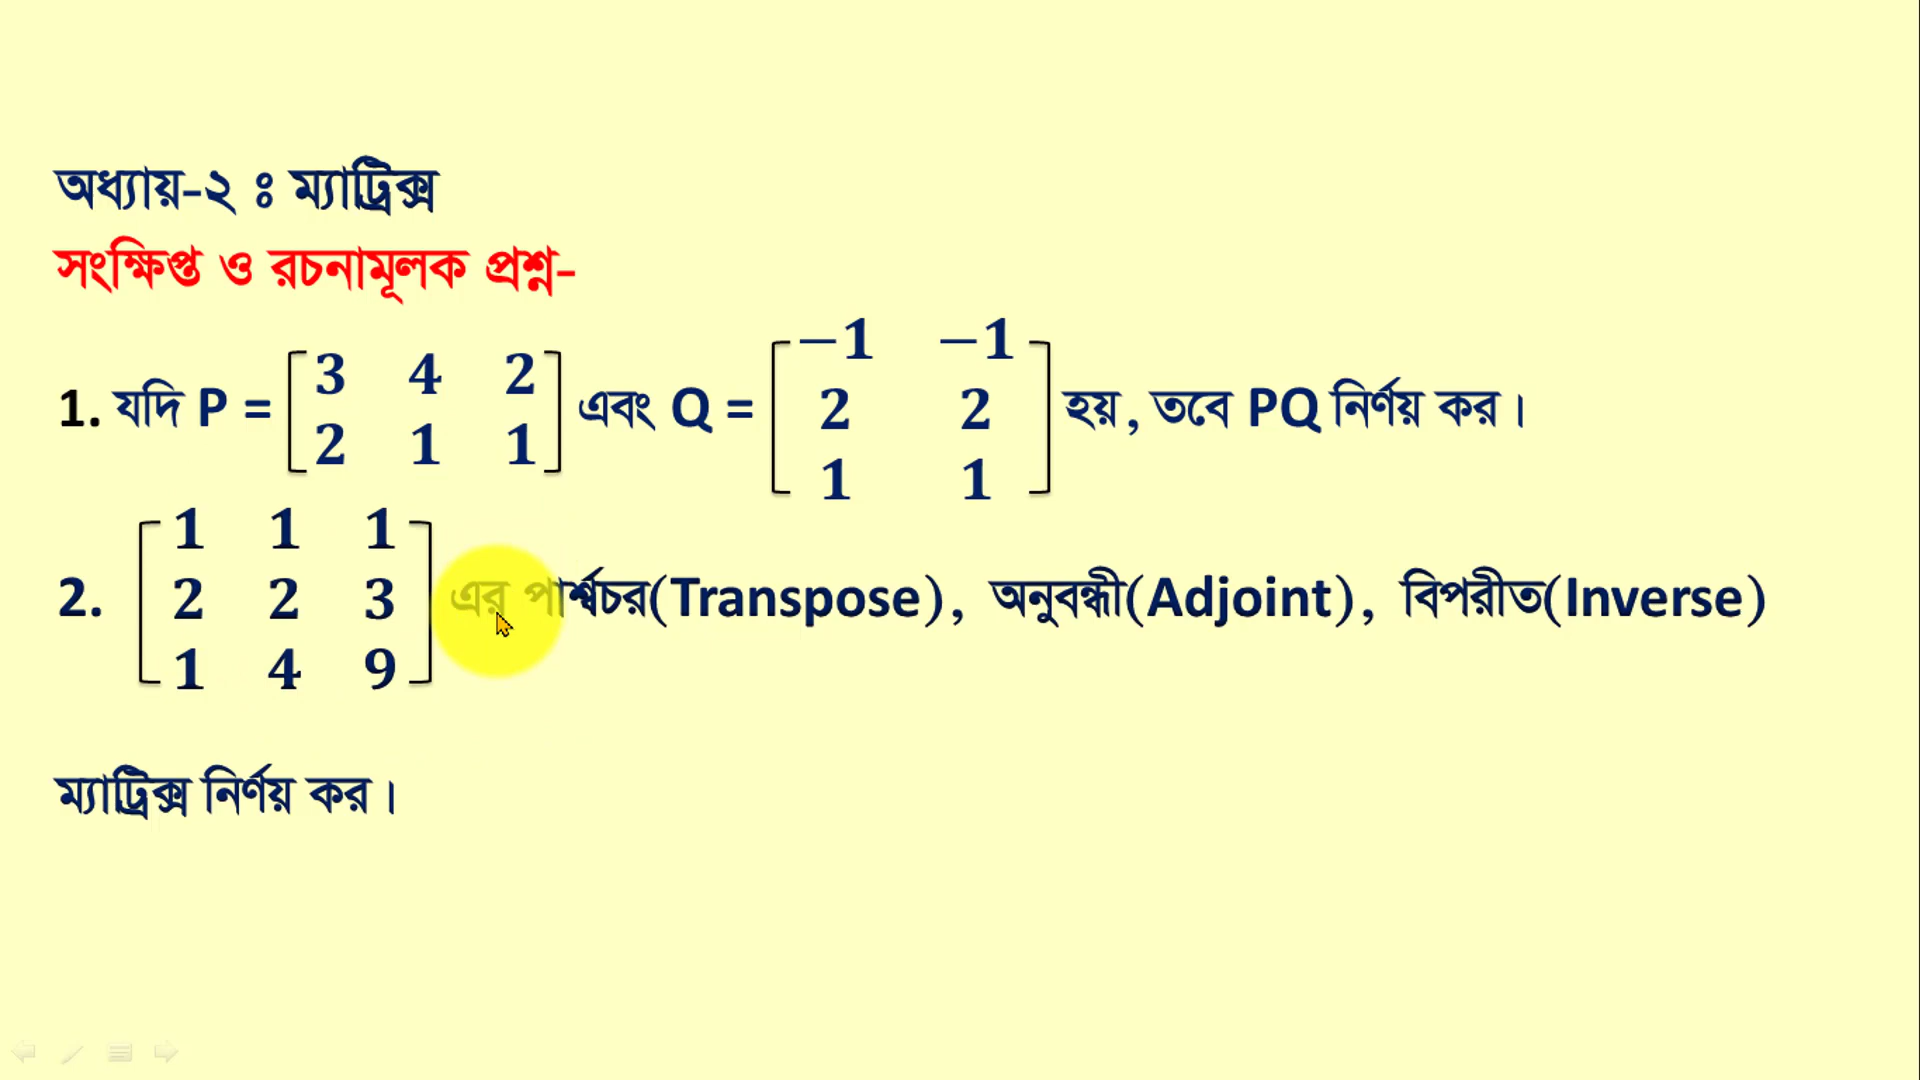 অধ্যায়-২ ঃ ম্যাট্রিক্স
সংক্ষিপ্ত ও রচনামূলক প্রশ্ন-
1. যদি P = [3 4 2; 2 1 1] এবং Q = [−1 −1; 2 2; 1 1] হয়, তবে PQ নির্ণয় কর।
2. [1 1 1; 2 2 3; 1 4 9] এর পার্শ্বচর(Transpose), অনুবন্ধী(Adjoint), বিপরীত(Inverse)
ম্যাট্রিক্স নির্ণয় কর।